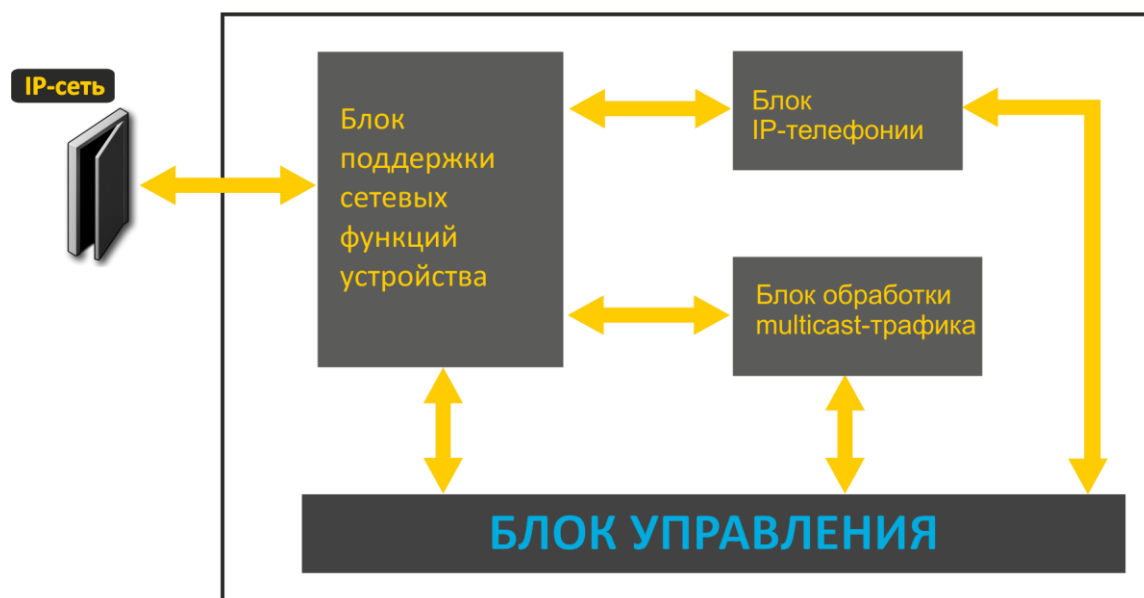 IP-сеть
Блок
поддержки
сетевых
функций
устройства
Блок
IP-телефонии
Блок обработки
multicast-трафика
БЛОК УПРАВЛЕНИЯ